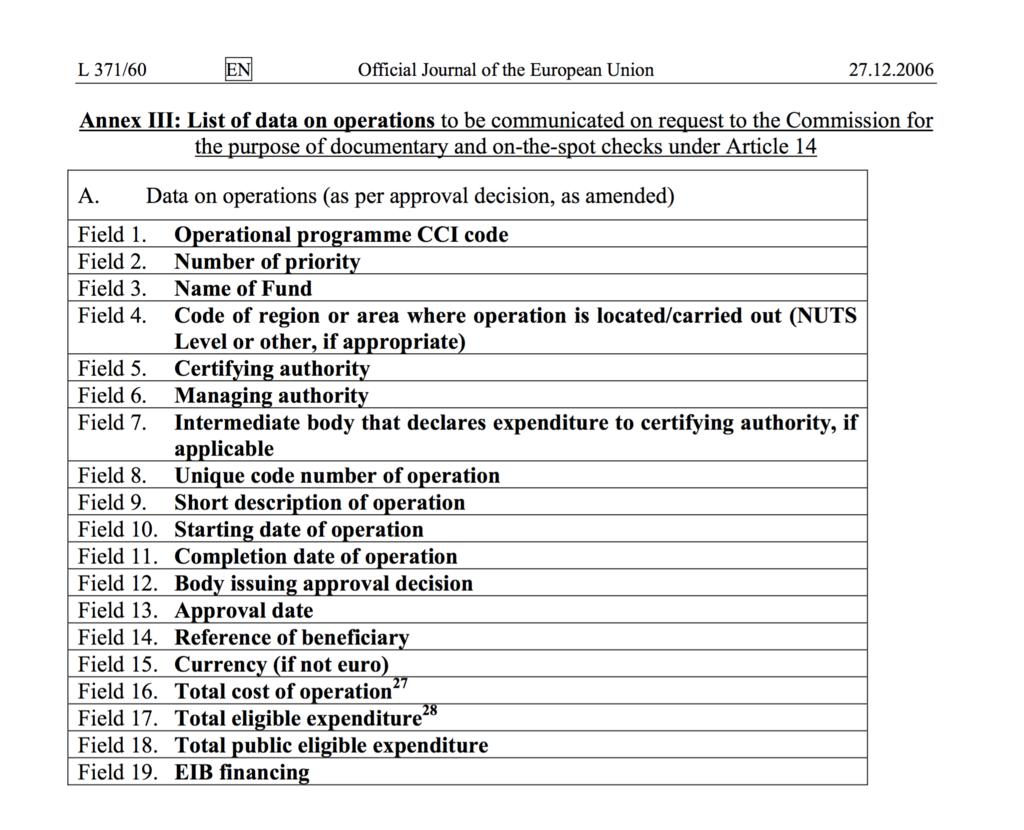 L 371/60 EN Official Journal of the European Union 27.12.2006
Annex III: List of data on operations to be communicated on request to the Commission for
the purpose of documentary and on-the-spot checks under Article 14
A. Data on operations (as per approval decision, as amended)
Field 1. Operational programme CCI code
Field 2. Number of priority
Field 3. Name of Fund
Field 4. Code of region or area where operation is located/carried out (NUTS
Level or other, if appropriate)
Field 5. Certifying authority
Field 6. Managing authority
Field 7. Intermediate body that declares expenditure to certifying authority, if
applicable
Field 8. Unique code number of operation
Field 9. Short description of operation
Field 10. Starting date of operation
Field 11. Completion date of operation
Field 12. Body issuing approval decision
Field 13. Approval date
Field 14. Reference of beneficiary
Field 15. Currency (if not euro)
Field 16. Total cost of operation27
Field 17. Total eligible expenditure28
Field 18. Total public eligible expenditure
Field 19. EIB financing